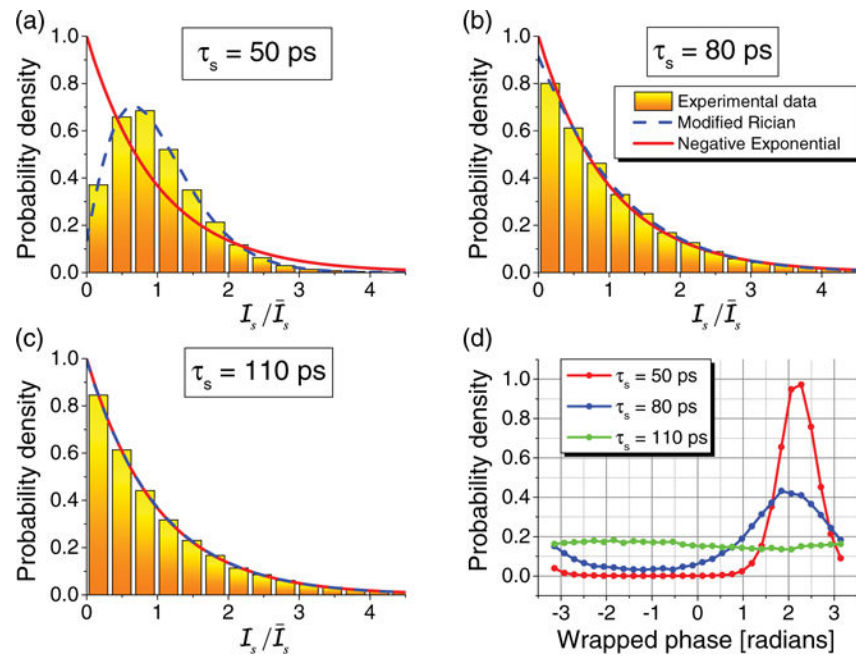 (a)
τs = 50 ps
Probability density
1.0
0.8
0.6
0.4
0.2
0.0
0 1 2 3 4
Is / Īs
(b)
τs = 80 ps
Experimental data
Modified Rician
Negative Exponential
Probability density
1.0
0.8
0.6
0.4
0.2
0.0
0 1 2 3 4
Is / Īs
(c)
τs = 110 ps
Probability density
1.0
0.8
0.6
0.4
0.2
0.0
0 1 2 3 4
Is / Īs
(d)
τs = 50 ps
τs = 80 ps
τs = 110 ps
Probability density
1.0
0.8
0.6
0.4
0.2
0.0
-3 -2 -1 0 1 2 3
Wrapped phase [radians]